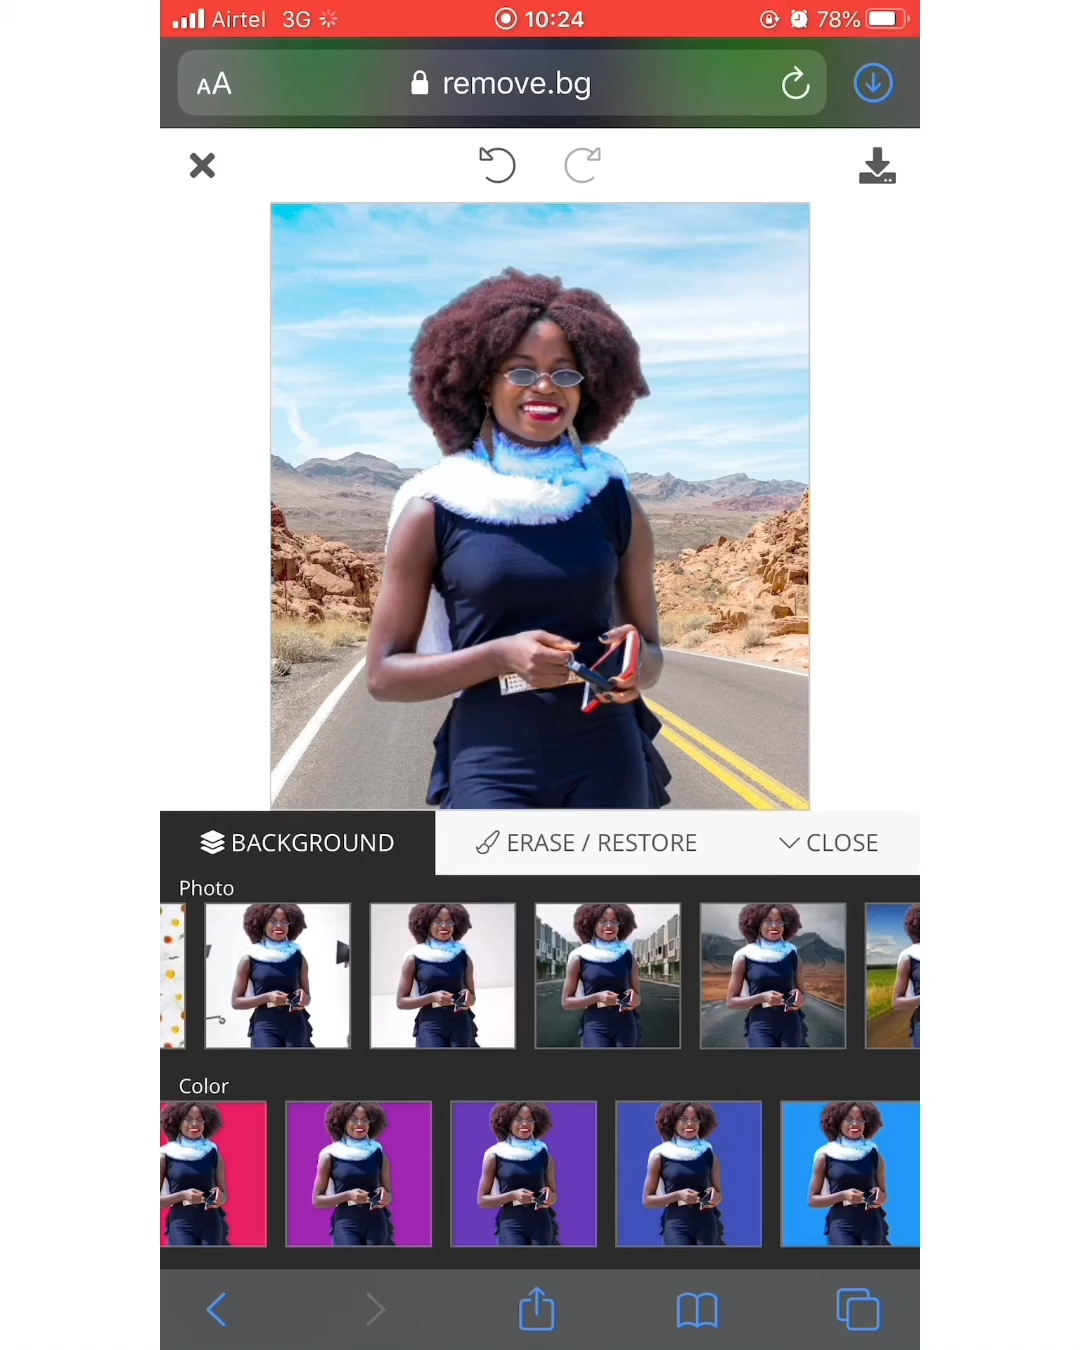 Airtel 3G 10:24 78%
AA remove.bg
BACKGROUND ERASE / RESTORE CLOSE
Photo
Color